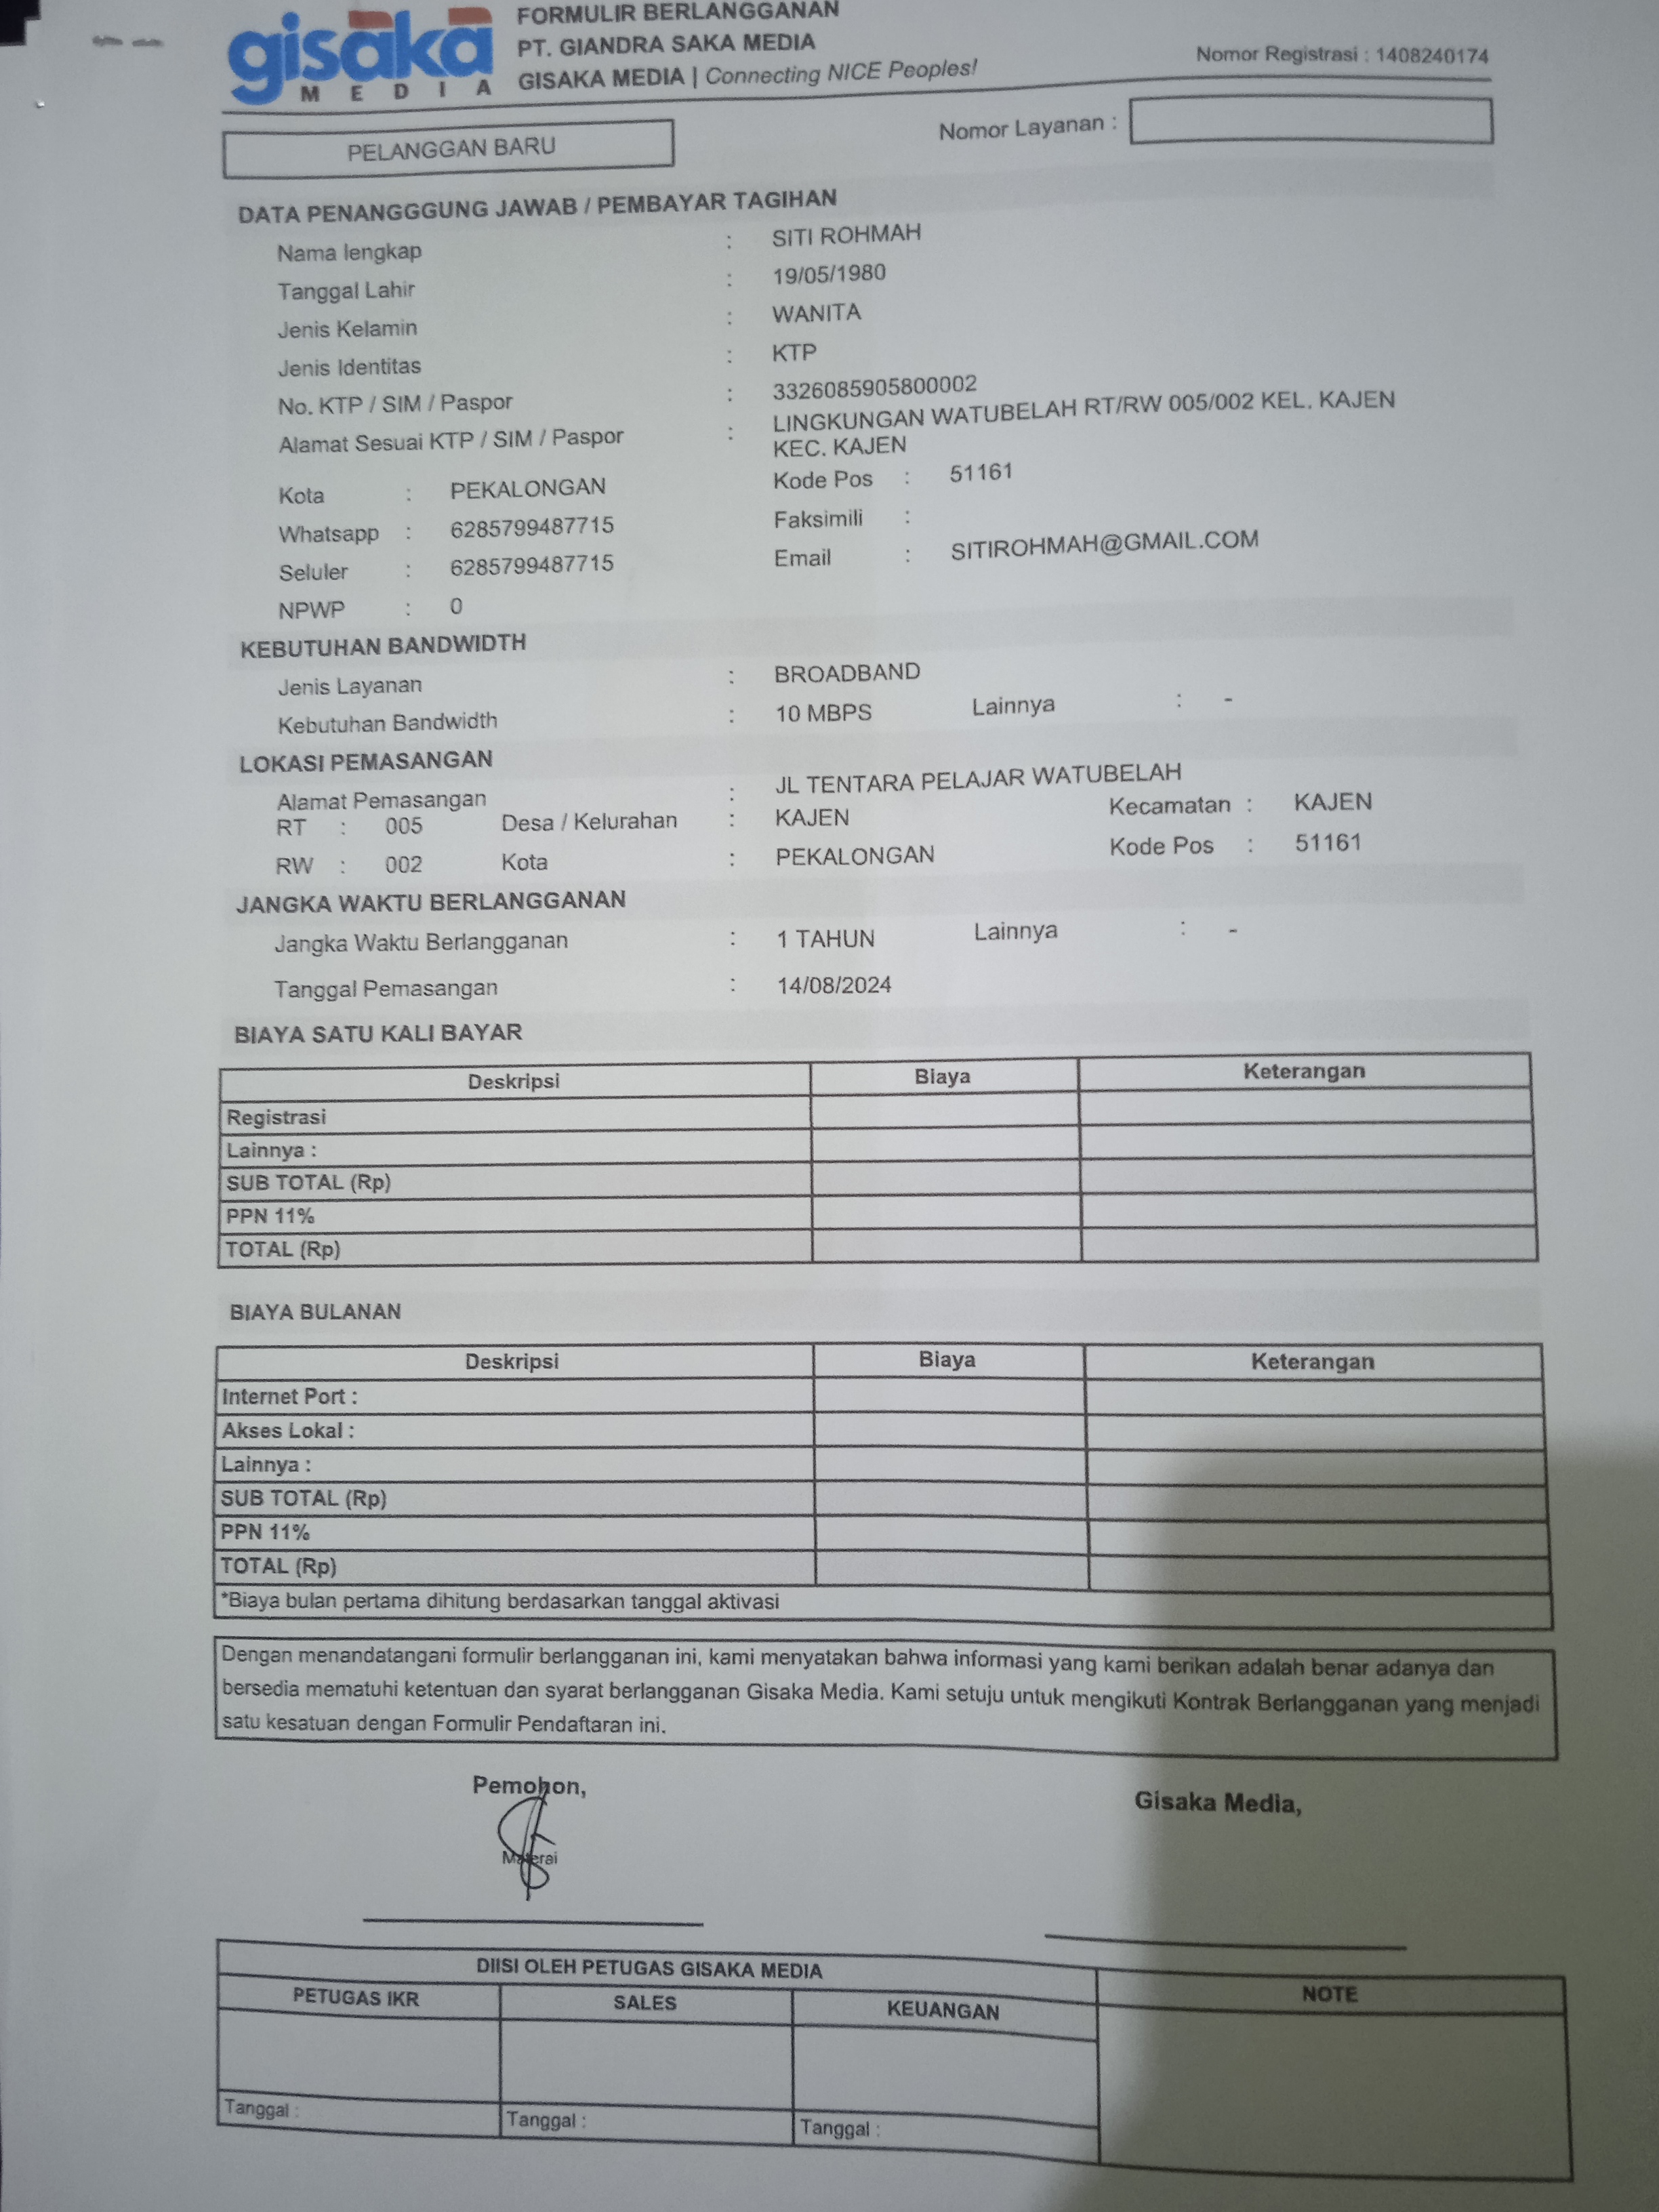 gisaka
MEDIA
FORMULIR BERLANGGANAN
PT. GIANDRA SAKA MEDIA
GISAKA MEDIA | Connecting NICE Peoples!
Nomor Registrasi : 1408240174
PELANGGAN BARU
Nomor Layanan :
DATA PENANGGGUNG JAWAB / PEMBAYAR TAGIHAN
Nama lengkap : SITI ROHMAH
Tanggal Lahir : 19/05/1980
Jenis Kelamin : WANITA
Jenis Identitas : KTP
No. KTP / SIM / Paspor : 3326085905800002
Alamat Sesuai KTP / SIM / Paspor : LINGKUNGAN WATUBELAH RT/RW 005/002 KEL. KAJEN
KEC. KAJEN
Kota : PEKALONGAN Kode Pos : 51161
Whatsapp : 6285799487715 Faksimili :
Seluler : 6285799487715 Email : SITIROHMAH@GMAIL.COM
NPWP : 0
KEBUTUHAN BANDWIDTH
Jenis Layanan : BROADBAND
Kebutuhan Bandwidth : 10 MBPS Lainnya : -
LOKASI PEMASANGAN
Alamat Pemasangan : JL TENTARA PELAJAR WATUBELAH
RT : 005 Desa / Kelurahan : KAJEN Kecamatan : KAJEN
RW : 002 Kota : PEKALONGAN Kode Pos : 51161
JANGKA WAKTU BERLANGGANAN
Jangka Waktu Berlangganan : 1 TAHUN Lainnya : -
Tanggal Pemasangan : 14/08/2024
BIAYA SATU KALI BAYAR
Deskripsi Biaya Keterangan
Registrasi
Lainnya :
SUB TOTAL (Rp)
PPN 11%
TOTAL (Rp)
BIAYA BULANAN
Deskripsi Biaya Keterangan
Internet Port :
Akses Lokal :
Lainnya :
SUB TOTAL (Rp)
PPN 11%
TOTAL (Rp)
*Biaya bulan pertama dihitung berdasarkan tanggal aktivasi
Dengan menandatangani formulir berlangganan ini, kami menyatakan bahwa informasi yang kami berikan adalah benar adanya dan
bersedia mematuhi ketentuan dan syarat berlangganan Gisaka Media. Kami setuju untuk mengikuti Kontrak Berlangganan yang menjadi
satu kesatuan dengan Formulir Pendaftaran ini.
Pemohon, Gisaka Media,
Materai
DIISI OLEH PETUGAS GISAKA MEDIA NOTE
PETUGAS IKR SALES KEUANGAN
Tanggal : Tanggal : Tanggal :